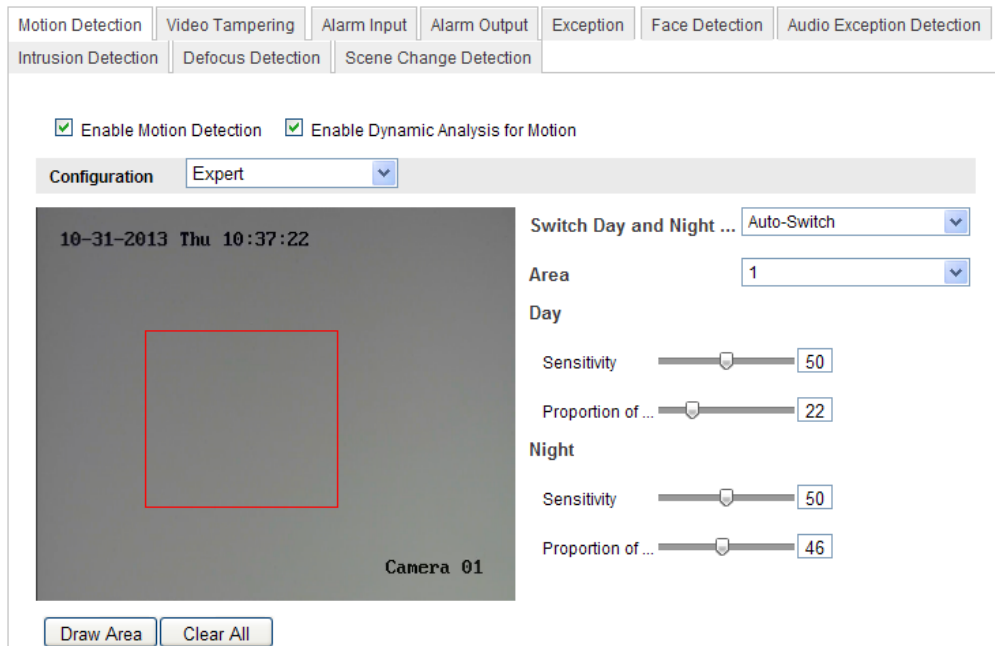 Motion Detection Video Tampering Alarm Input Alarm Output Exception Face Detection Audio Exception Detection
Intrusion Detection Defocus Detection Scene Change Detection
Enable Motion Detection Enable Dynamic Analysis for Motion
Configuration Expert
10-31-2013 Thu 10:37:22
Camera 01
Switch Day and Night ... Auto-Switch
Area 1
Day
Sensitivity 50
Proportion of ... 22
Night
Sensitivity 50
Proportion of ... 46
Draw Area Clear All